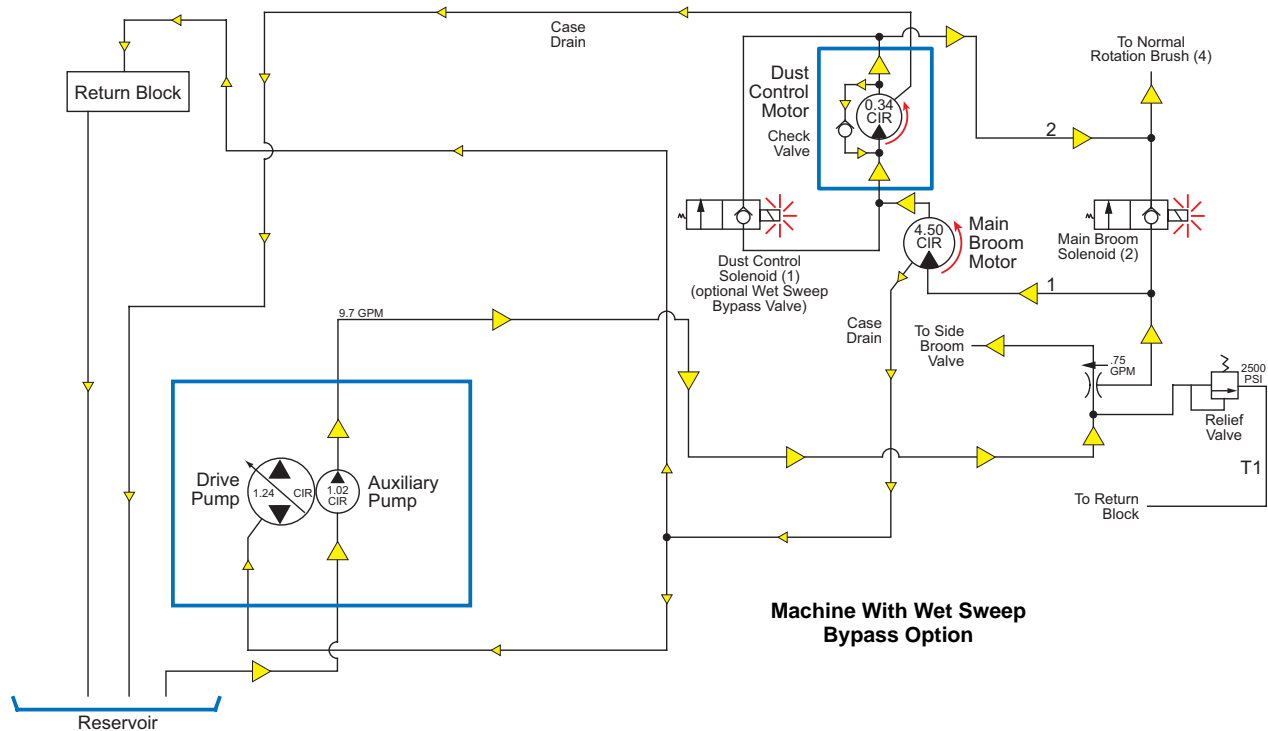 Case
Drain
Return Block
Dust
Control
Motor
0.34
CIR
Check
Valve
To Normal
Rotation Brush (4)
2
Dust Control
Solenoid (1)
(optional Wet Sweep
Bypass Valve)
4.50
CIR
Main
Broom
Motor
Main Broom
Solenoid (2)
1
9.7 GPM
Case
Drain
To Side
Broom
Valve
.75
GPM
2500
PSI
Relief
Valve
T1
To Return
Block
Drive
Pump
1.24
CIR
1.02
CIR
Auxiliary
Pump
Machine With Wet Sweep
Bypass Option
Reservoir